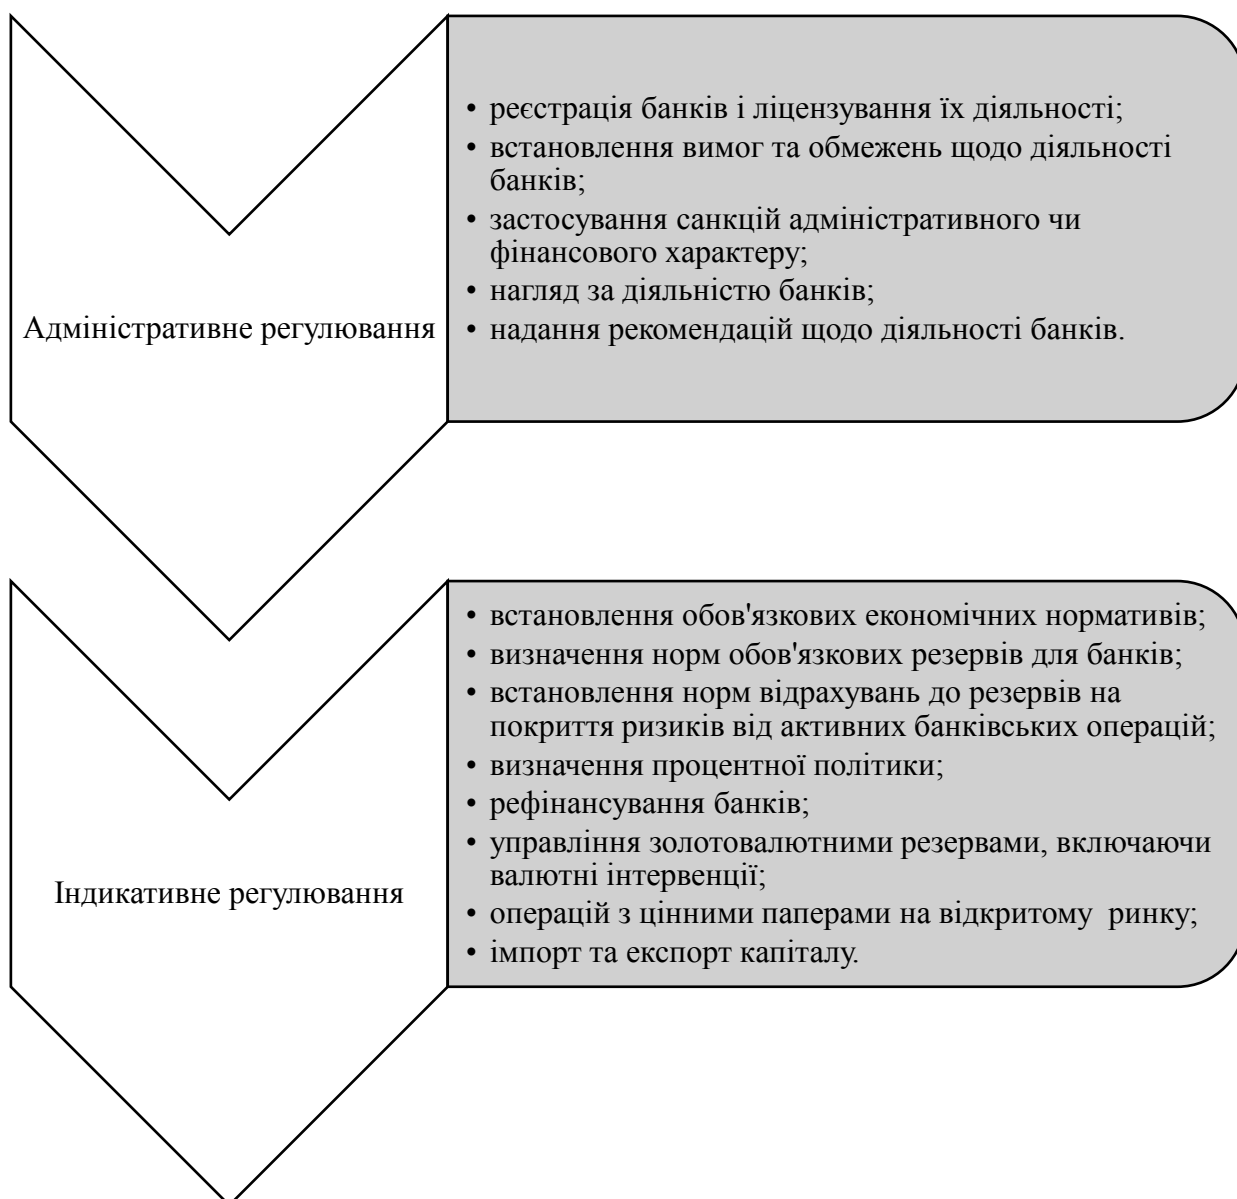 Адміністративне регулювання
• реєстрація банків і ліцензування їх діяльності;
• встановлення вимог та обмежень щодо діяльності
банків;
• застосування санкцій адміністративного чи
фінансового характеру;
• нагляд за діяльністю банків;
• надання рекомендацій щодо діяльності банків.
Індикативне регулювання
• встановлення обов'язкових економічних нормативів;
• визначення норм обов'язкових резервів для банків;
• встановлення норм відрахувань до резервів на
покриття ризиків від активних банківських операцій;
• визначення процентної політики;
• рефінансування банків;
• управління золотовалютними резервами, включаючи
валютні інтервенції;
• операцій з цінними паперами на відкритому  ринку;
• імпорт та експорт капіталу.